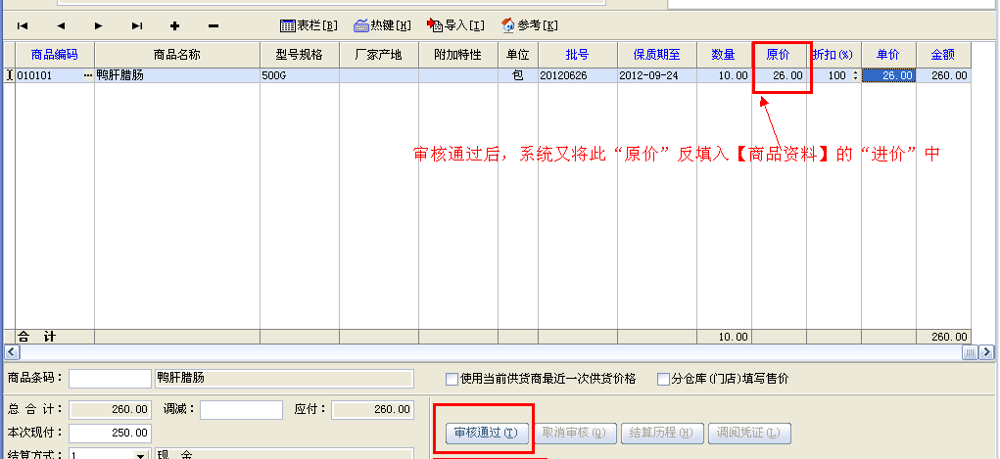 表栏[B] 热键[H] 导入[I] 参考[K]
商品编码 商品名称 型号规格 厂家产地 附加特性 单位 批号 保质期至 数量 原价 折扣(%) 单价 金额
010101 ... 鸭肝腊肠 500G 包 20120626 2012-09-24 10.00 26.00 100 26.00 260.00
审核通过后，系统又将此“原价”反填入【商品资料】的“进价”中
合 计 10.00 260.00
商品条码： 鸭肝腊肠 使用当前供货商最近一次供货价格 分仓库(门店)填写售价
总 合 计： 260.00 调减： 应付： 260.00
本次现付： 250.00 审核通过(T) 取消审核(Q) 结算历程(H) 调阅凭证(L)
结算方式： 1 现 金